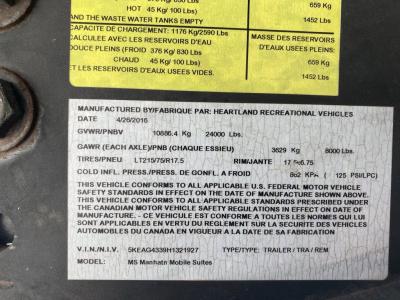 HOT 45 Kg/ 100 Lbs)
AND THE WASTE WATER TANKS EMPTY
659 Kg
1452 Lbs
CAPACITE DE CHARGEMENT: 1176 Kg/2590 Lbs
CALCULEE AVEC LES RESERVOIRS D'EAU
DOUCE PLEINS (FROID 376 Kg/ 830 Lbs
CHAUD 45 Kg/ 100 Lbs)
ET LES RESERVOIRS D'EAUX USEES VIDES.
MASSE DES RESERVOIRS
D'EAUX USEES PLEINS:
659 Kg
1452 Lbs
MANUFACTURED BY/FABRIQUE PAR: HEARTLAND RECREATIONAL VEHICLES
DATE 4/26/2016
GVWR/PNBV 10886.4 Kg 24000 Lbs.
GAWR (EACH AXLE)/PNB (CHAQUE ESSIEU) 3629 Kg 8000 Lbs.
TIRES/PNEU LT215/75/R17.5 RIM/JANTE 17.5x6.75
COLD INFL. PRESS./PRESS. DE GONFL. A FROID 862 KPA ( 125 PSI/LPC)
THIS VEHICLE CONFORMS TO ALL APPLICABLE U.S. FEDERAL MOTOR VEHICLE
SAFETY STANDARDS IN EFFECT ON THE DATE OF MANUFACTURE SHOWN ABOVE.
THIS VEHICLE CONFORMS TO ALL APPLICABLE STANDARDS PRESCRIBED UNDER
THE CANADIAN MOTOR VEHICLE SAFETY REGULATIONS IN EFFECT ON THE DATE
OF MANUFACTURE - CE VEHICULE EST CONFORME A TOUTES LES NORMES QUI LUI
SONT APPLICABLES EN VERTU DU REGLEMENT SUR LA SECURITE DES VEHICULES
AUTOMOBILES DU CANADA EN VIGUEUR A LA DATE DE SA FABRICATION
V.I.N./N.I.V. 5KEAG4339H1321927 TYPE/TYPE: TRAILER / TRA / REM
MODEL: MS Manhattn Mobile Suites